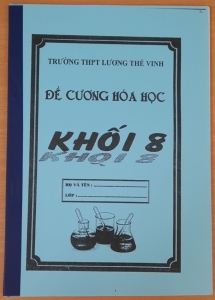 TRƯỜNG THPT LƯƠNG THẾ VINH
ĐỀ CƯƠNG HÓA HỌC
KHỐI 8
KHỐI 8
HỌ VÀ TÊN :
LỚP :